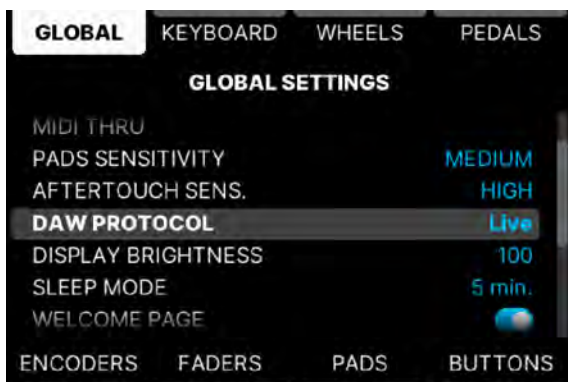 GLOBAL KEYBOARD WHEELS PEDALS
GLOBAL SETTINGS
MIDI THRU
PADS SENSITIVITY MEDIUM
AFTERTOUCH SENS. HIGH
DAW PROTOCOL Live
DISPLAY BRIGHTNESS 100
SLEEP MODE 5 min.
WELCOME PAGE
ENCODERS FADERS PADS BUTTONS